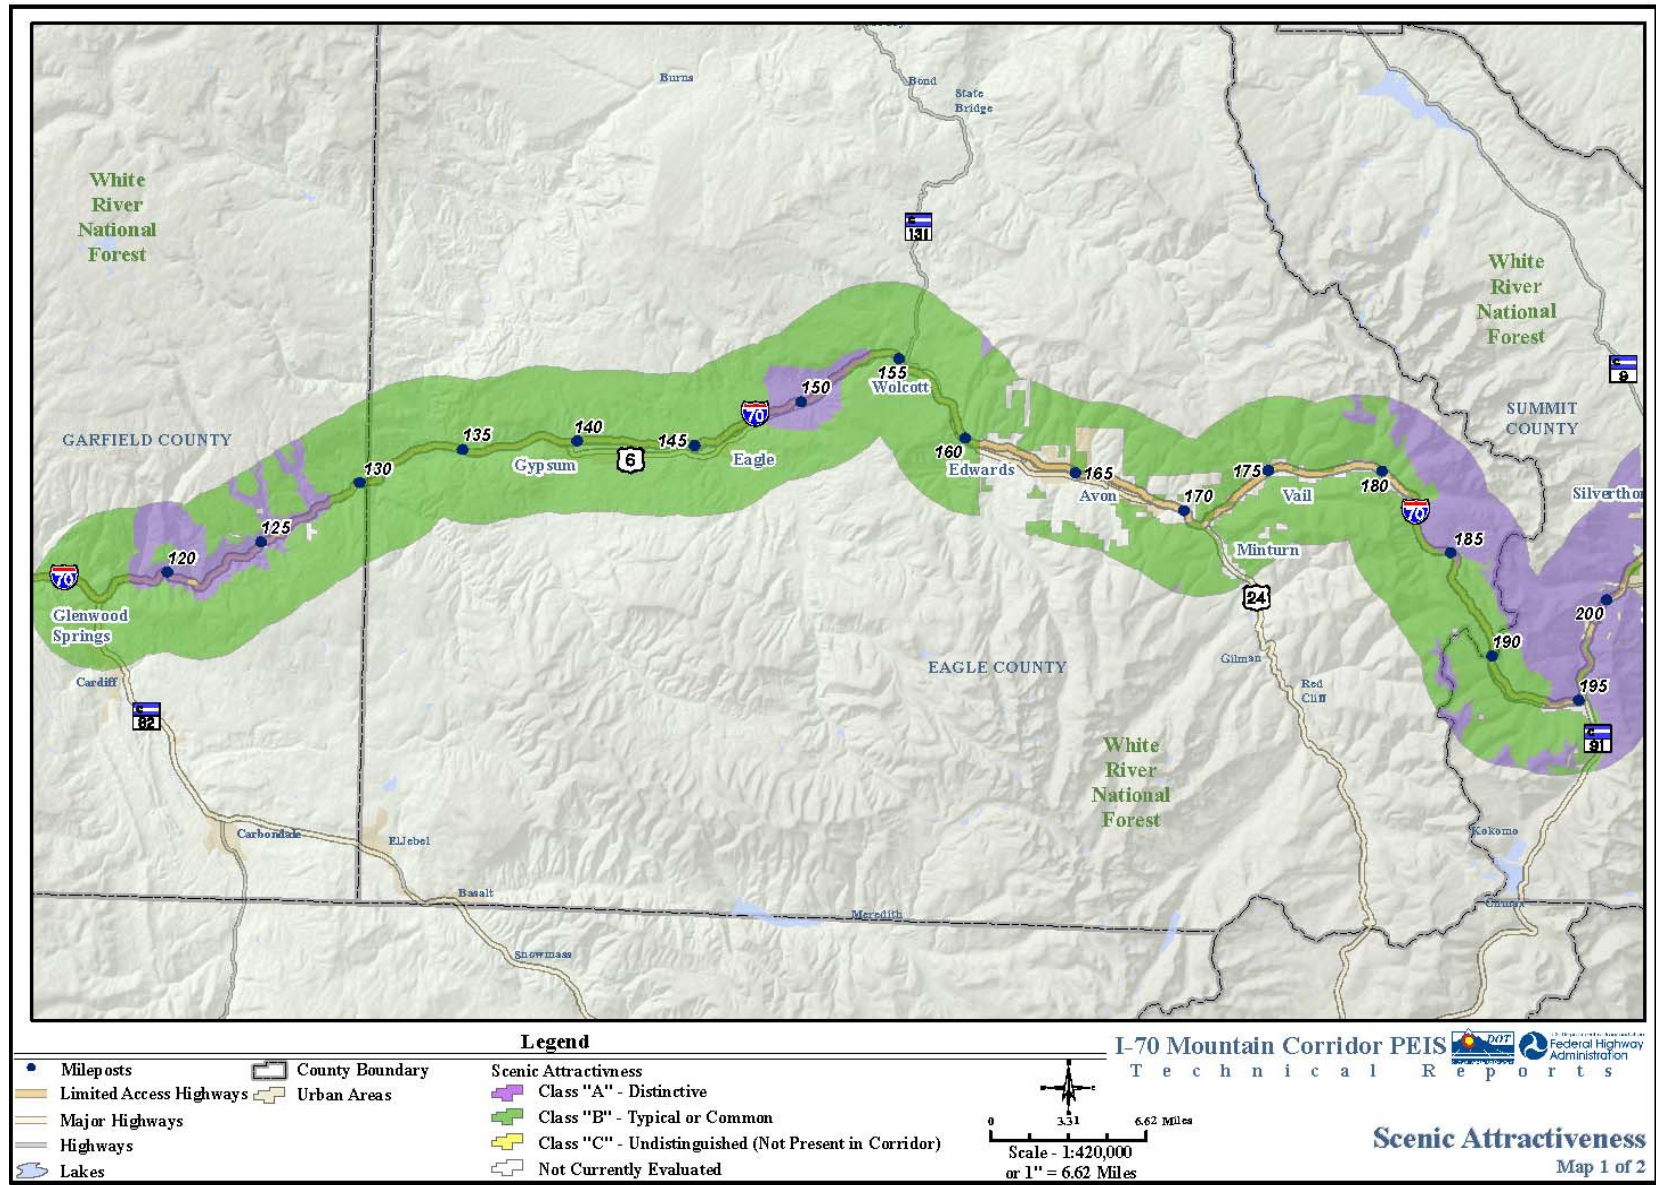 Burns
Bond
State
Bridge
White
River
National
Forest
131
White
River
National
Forest
9
155
Wolcott
150
70
SUMMIT
COUNTY
GARFIELD COUNTY
135
140
145
Gypsum
6
Eagle
160
Edwards
165
Avon
170
175
Vail
180
130
Silverthor
70
125
120
185
Minturn
70
24
Glenwood
Springs
200
190
EAGLE COUNTY
Gilman
Red
Cliff
195
Cardiff
82
91
White
River
National
Forest
Carbondale
ElJebel
Kokomo
Basalt
Meredith
Climax
Snowmass
Legend
Mileposts
Limited Access Highways
Major Highways
Highways
Lakes
County Boundary
Urban Areas
Scenic Attractivness
Class "A" - Distinctive
Class "B" - Typical or Common
Class "C" - Undistinguished (Not Present in Corridor)
Not Currently Evaluated
0 3.31 6.62 Miles
Scale - 1:420,000
or 1" = 6.62 Miles
I-70 Mountain Corridor PEIS
Technical Reports
DOT
Federal Highway
Administration
Scenic Attractiveness
Map 1 of 2